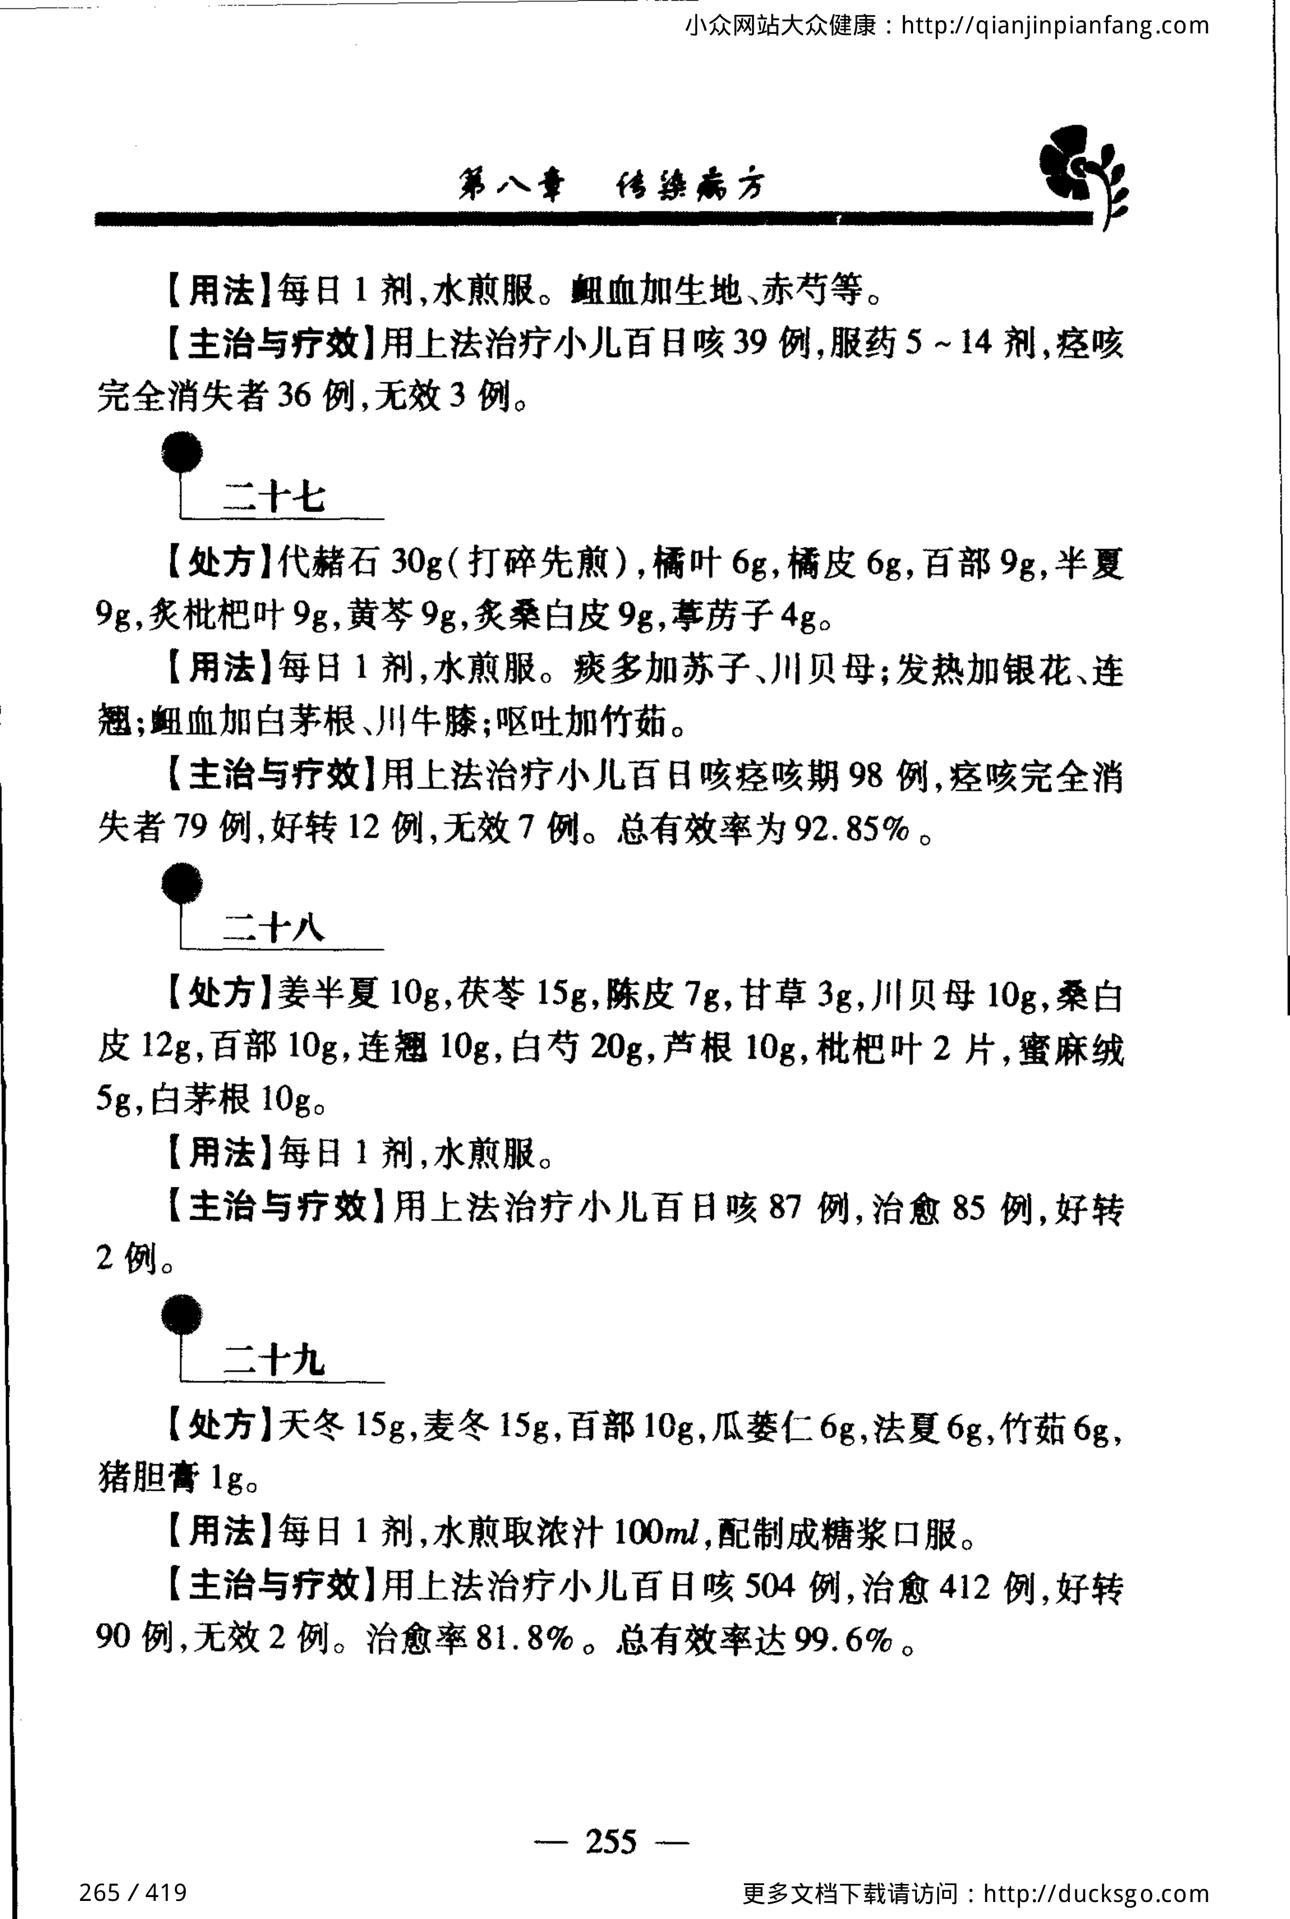 小众网站大众健康：http://qianjinpianfang.com
第八章　传染病方
【用法】每日 1 剂,水煎服。衄血加生地、赤芍等。
【主治与疗效】用上法治疗小儿百日咳 39 例,服药 5 ~ 14 剂,痉咳
完全消失者 36 例,无效 3 例。
二十七
【处方】代赭石 30g(打碎先煎),橘叶 6g,橘皮 6g,百部 9g,半夏
9g,炙枇杷叶 9g,黄芩 9g,炙桑白皮 9g,葶苈子 4g。
【用法】每日 1 剂,水煎服。痰多加苏子、川贝母;发热加银花、连
翘;衄血加白茅根、川牛膝;呕吐加竹茹。
【主治与疗效】用上法治疗小儿百日咳痉咳期 98 例,痉咳完全消
失者 79 例,好转 12 例,无效 7 例。总有效率为 92.85%。
二十八
【处方】姜半夏 10g,茯苓 15g,陈皮 7g,甘草 3g,川贝母 10g,桑白
皮 12g,百部 10g,连翘 10g,白芍 20g,芦根 10g,枇杷叶 2 片,蜜麻绒
5g,白茅根 10g。
【用法】每日 1 剂,水煎服。
【主治与疗效】用上法治疗小儿百日咳 87 例,治愈 85 例,好转
2 例。
二十九
【处方】天冬 15g,麦冬 15g,百部 10g,瓜蒌仁 6g,法夏 6g,竹茹 6g,
猪胆膏 1g。
【用法】每日 1 剂,水煎取浓汁 100ml,配制成糖浆口服。
【主治与疗效】用上法治疗小儿百日咳 504 例,治愈 412 例,好转
90 例,无效 2 例。治愈率 81.8%。总有效率达 99.6%。
— 255 —
265 / 419
更多文档下载请访问：http://ducksgo.com